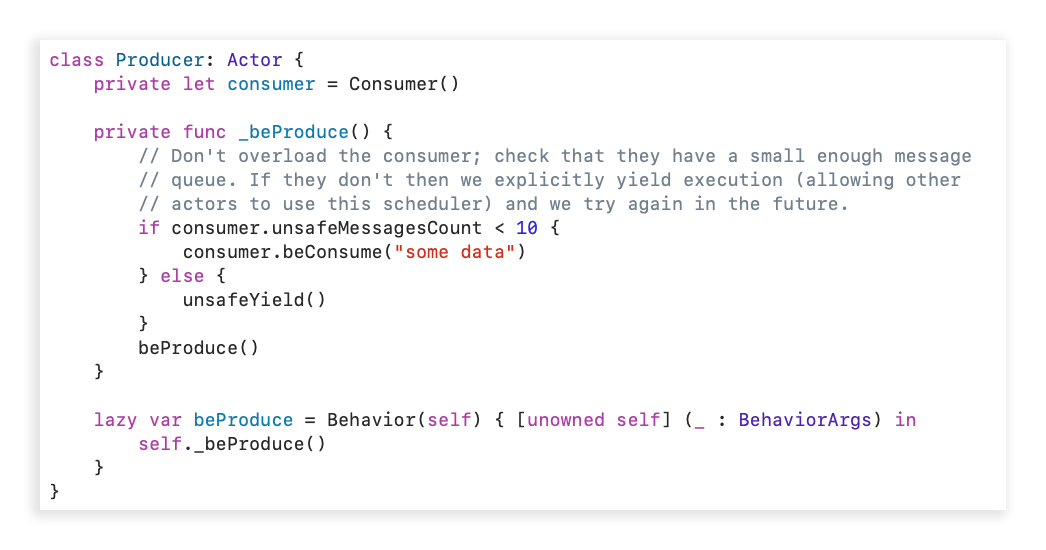 class Producer: Actor {
    private let consumer = Consumer()

    private func _beProduce() {
        // Don't overload the consumer; check that they have a small enough message
        // queue. If they don't then we explicitly yield execution (allowing other
        // actors to use this scheduler) and we try again in the future.
        if consumer.unsafeMessagesCount < 10 {
            consumer.beConsume("some data")
        } else {
            unsafeYield()
        }
        beProduce()
    }

    lazy var beProduce = Behavior(self) { [unowned self] (_ : BehaviorArgs) in
        self._beProduce()
    }
}